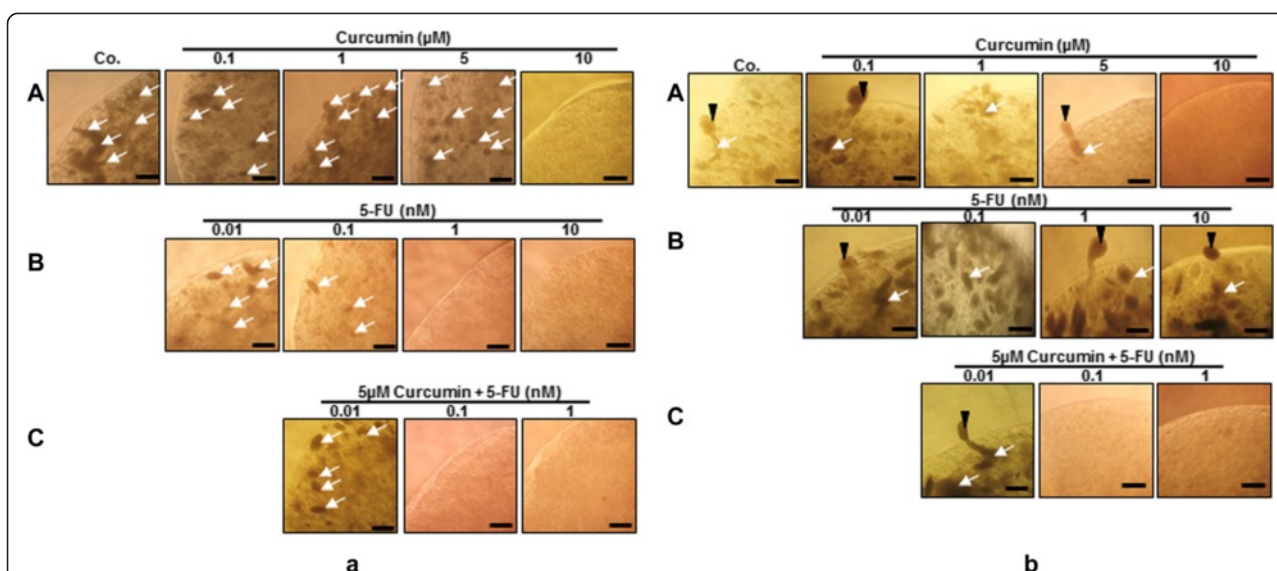 Curcumin (µM)
Co. 0.1 1 5 10
A
5-FU (nM)
0.01 0.1 1 10
B
5µM Curcumin + 5-FU (nM)
0.01 0.1 1
C
a
Curcumin (µM)
Co. 0.1 1 5 10
A
5-FU (nM)
0.01 0.1 1 10
B
5µM Curcumin + 5-FU (nM)
0.01 0.1 1
C
b